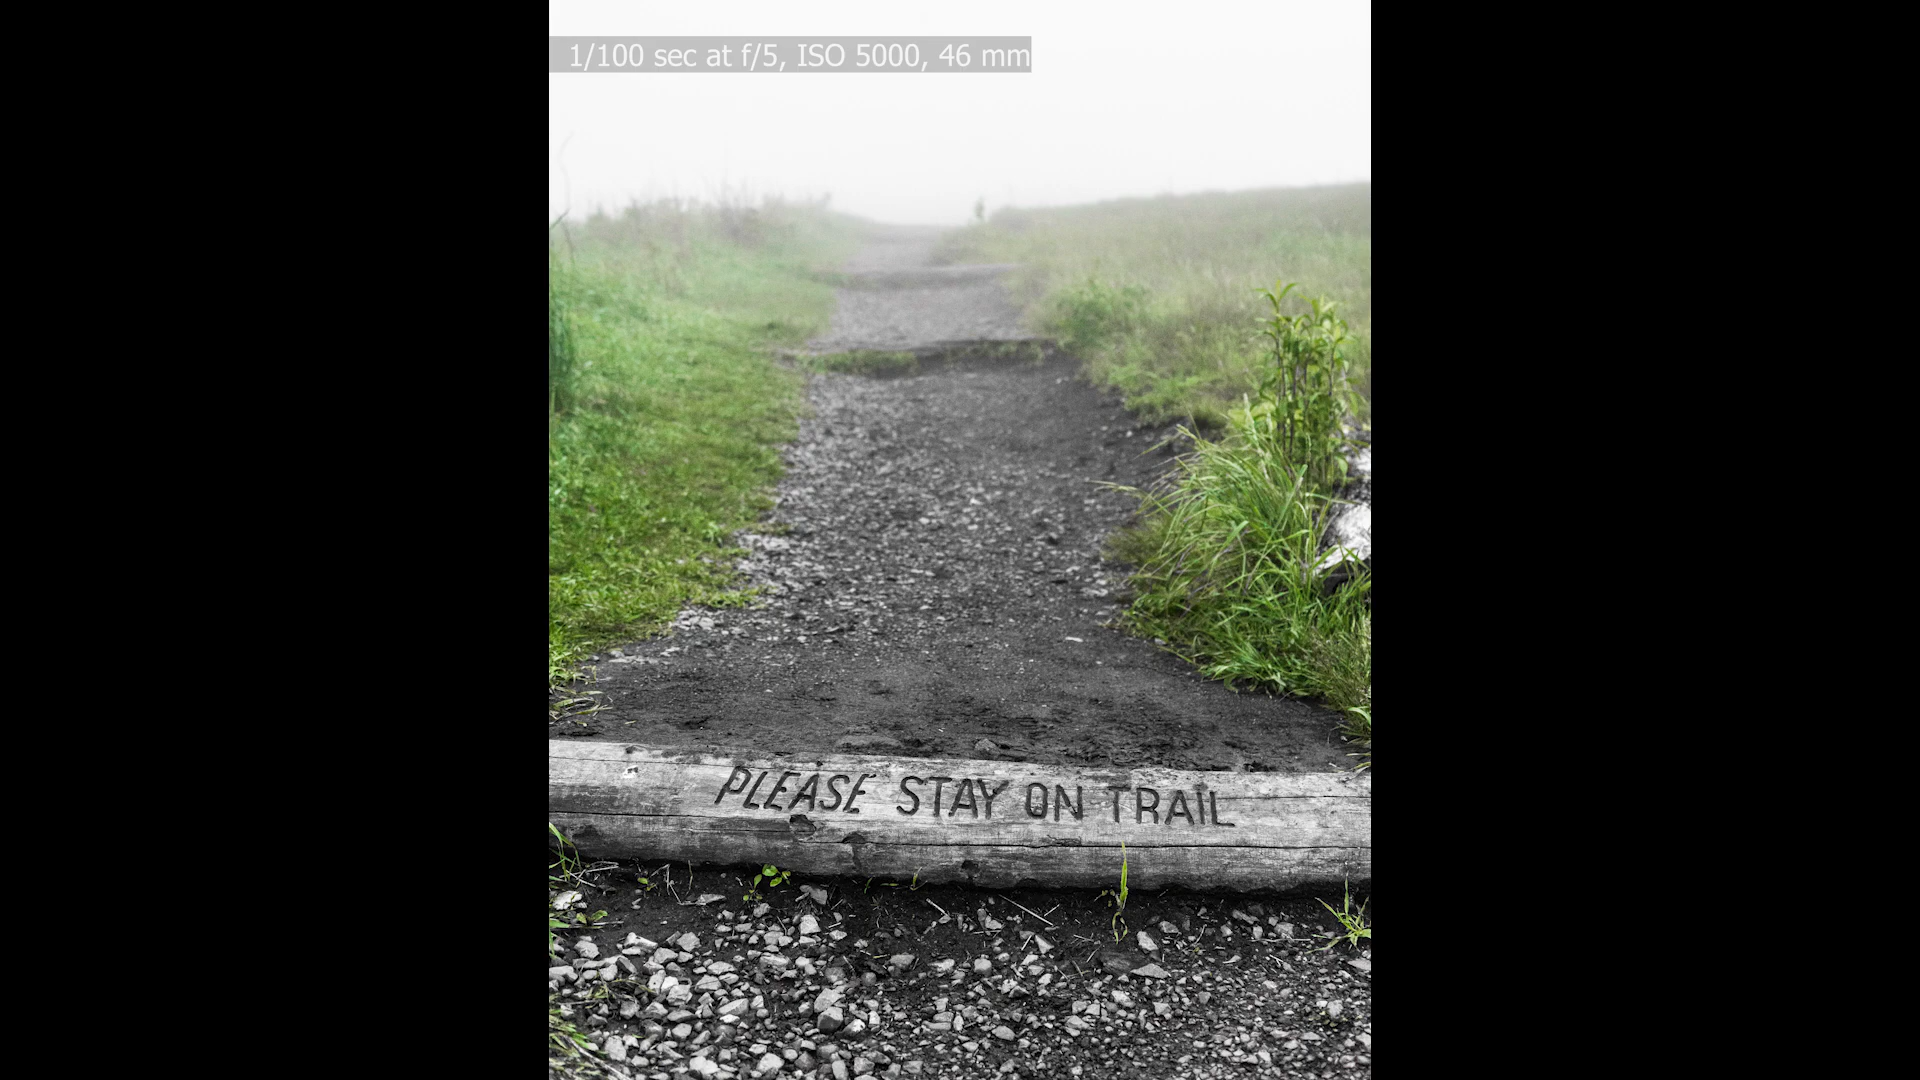 1/100 sec at f/5, ISO 5000, 46 mm
PLEASE STAY ON TRAIL